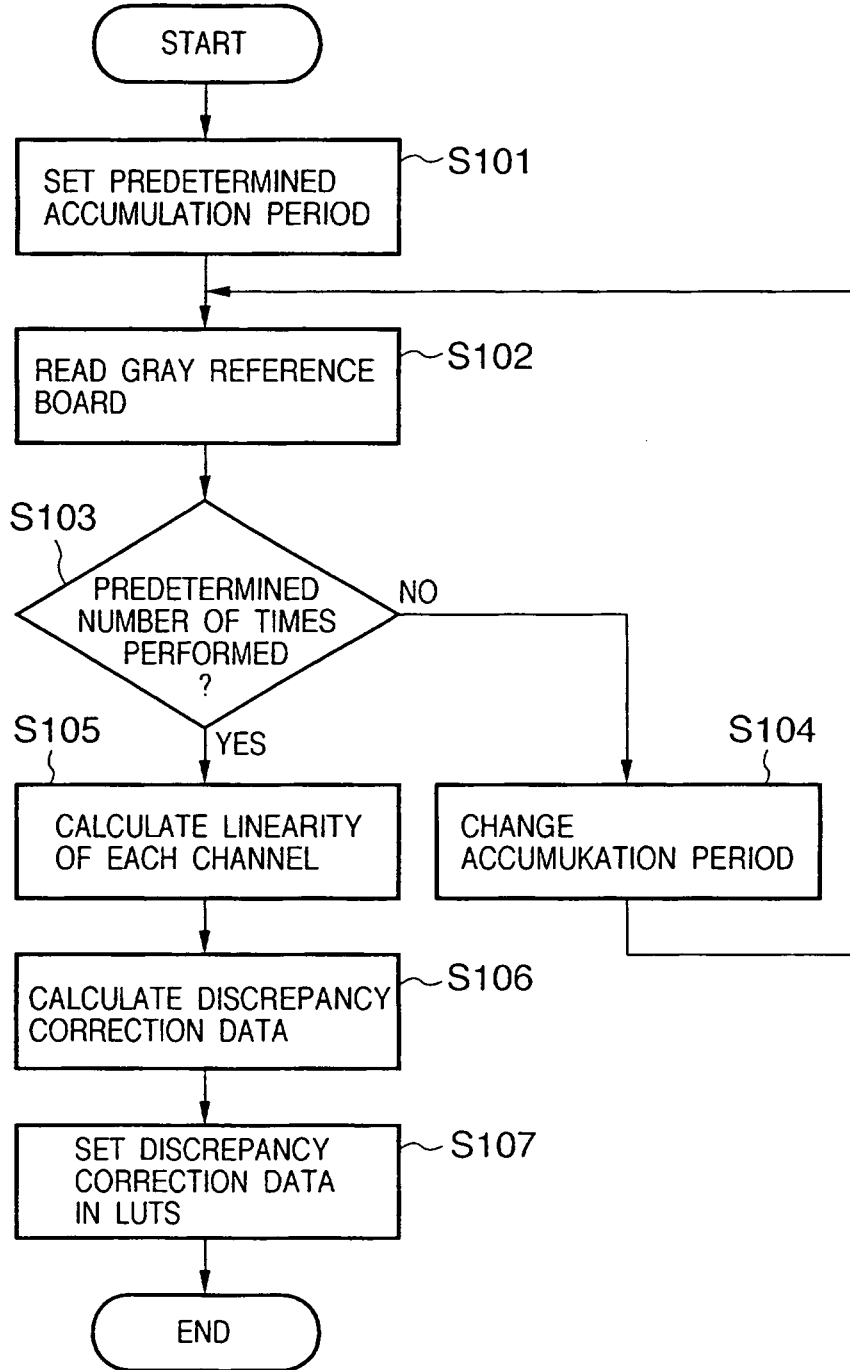 START
S101
SET PREDETERMINED
ACCUMULATION PERIOD
S102
READ GRAY REFERENCE
BOARD
S103
PREDETERMINED
NUMBER OF TIMES
PERFORMED
?
NO
YES
S105
CALCULATE LINEARITY
OF EACH CHANNEL
S104
CHANGE
ACCUMUKATION PERIOD
S106
CALCULATE DISCREPANCY
CORRECTION DATA
S107
SET DISCREPANCY
CORRECTION DATA
IN LUTS
END